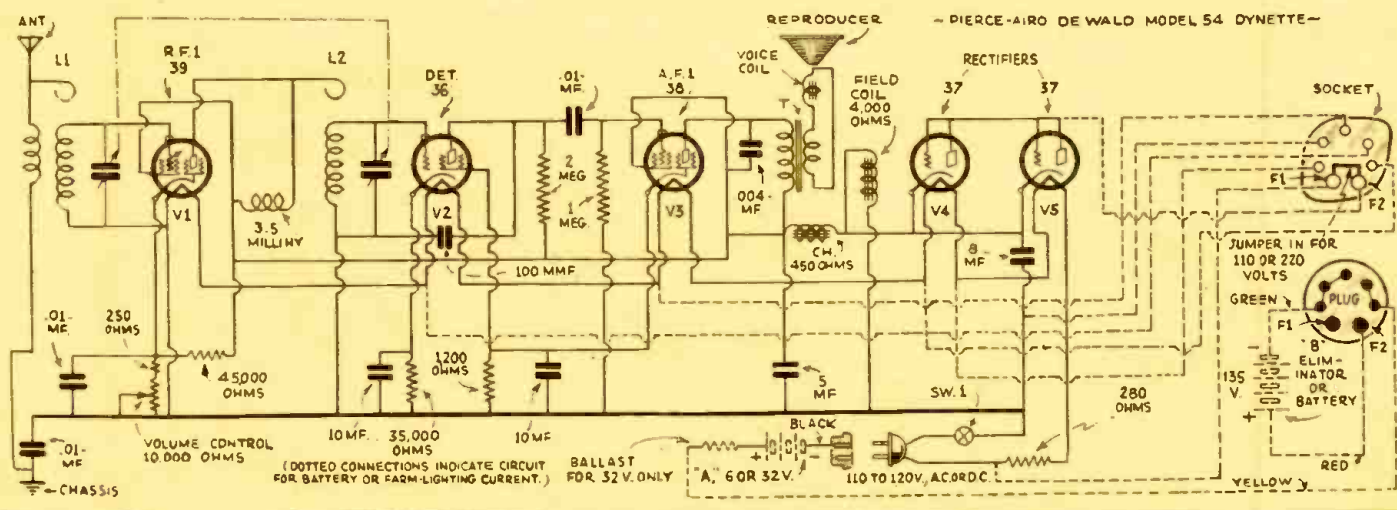 ANT.
L1
R.F.1
39
L2
DET.
36
.01-
MF.
A.F.1
38
REPRODUCER
VOICE
COIL
T
FIELD
COIL
4,000
OHMS
~ PIERCE-AIRO DE WALD MODEL 54 DYNETTE ~
RECTIFIERS
37
37
SOCKET
F1
F2
V1
3.5
MILLIHY
V2
2
MEG.
1
MEG.
V3
.004-
MF
V4
V5
100 MMF
CH.
450 OHMS
8
MF
JUMPER IN FOR
110 OR 220
VOLTS
GREEN
PLUG
F1
F2
"B"
ELIM-
INATOR
OR
BATTERY
-
135
V.
+
RED
YELLOW
.01-
MF.
250
OHMS
45,000
OHMS
VOLUME CONTROL
10,000 OHMS
.01-
MF
CHASSIS
10 MF.
35,000
OHMS
1200
OHMS
10 MF
(DOTTED CONNECTIONS INDICATE CIRCUIT
FOR BATTERY OR FARM-LIGHTING CURRENT.)
5
MF
BALLAST
FOR 32 V. ONLY
+
-
BLACK
"A," 6 OR 32 V.
SW.1
110 TO 120V., A.C. OR D.C.
280
OHMS